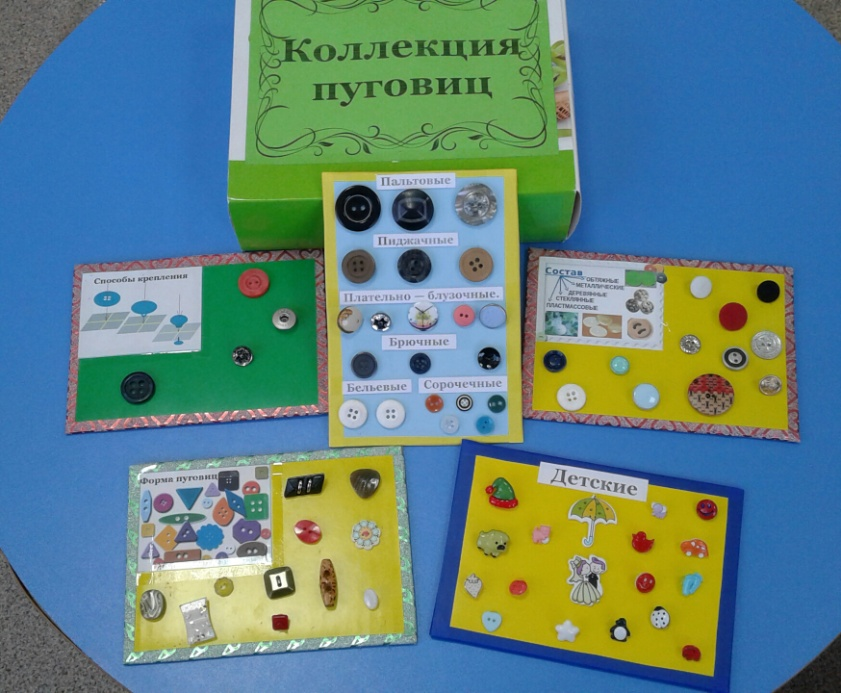 Коллекция
пуговиц
Пальтовые
Пиджачные
Плательно – блузочные.
Брючные
Бельевые
Сорочечные
Способы крепления
Состав
ОБТЯЖНЫЕ
МЕТАЛЛИЧЕСКИЕ
ДЕРЕВЯННЫЕ
СТЕКЛЯННЫЕ
ПЛАСТМАССОВЫЕ
Форма пуговиц
Детские